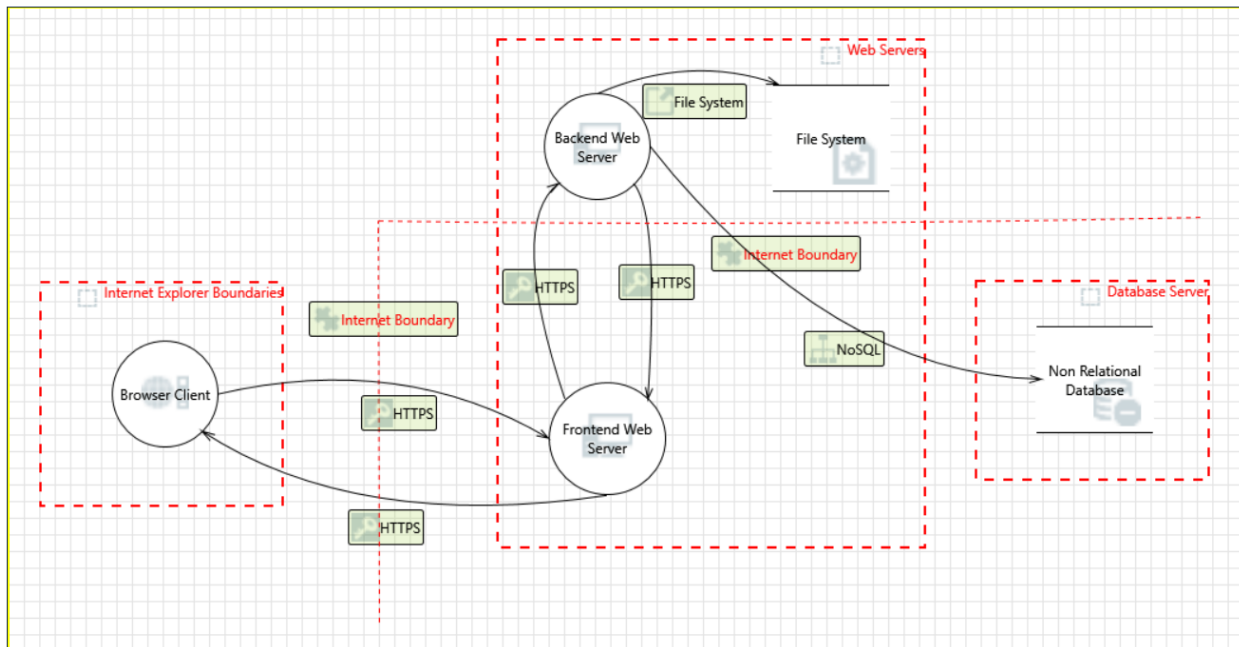 Web Servers
File System
Backend Web
Server
File System
Internet Boundary
HTTPS
HTTPS
Internet Explorer Boundaries
Database Server
Internet Boundary
NoSQL
Browser Client
Non Relational
Database
HTTPS
Frontend Web
Server
HTTPS